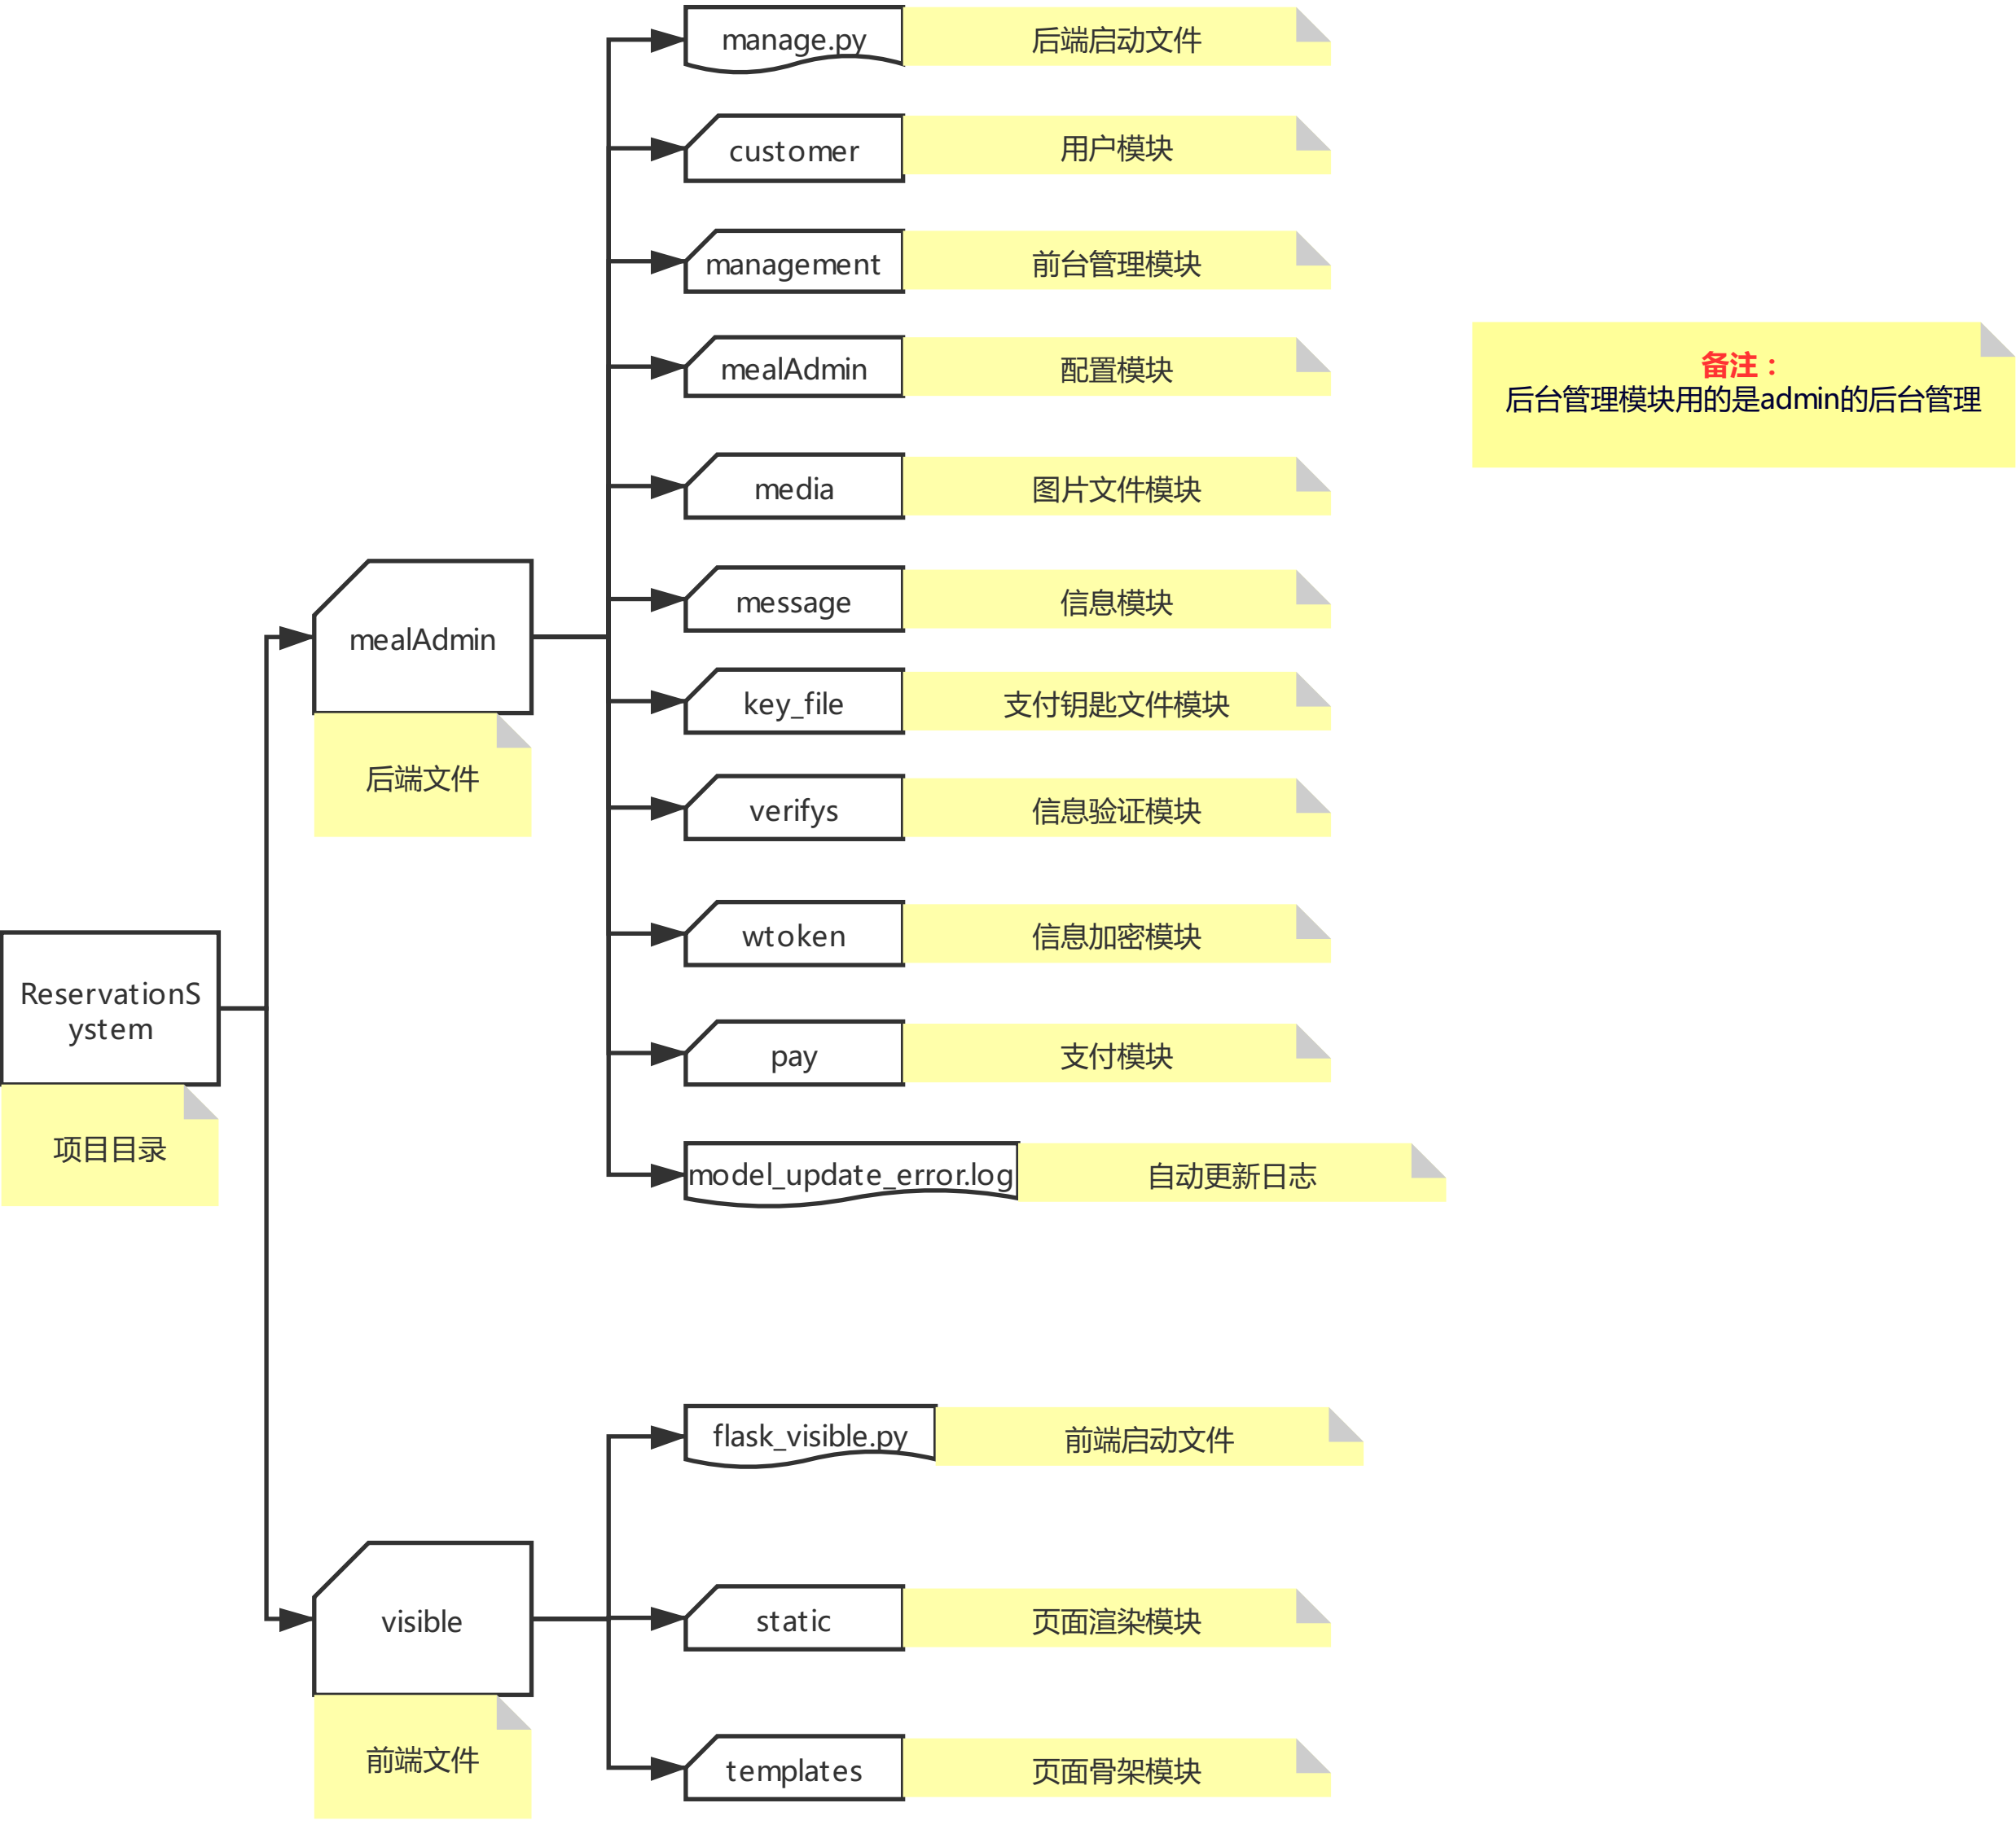 manage.py
后端启动文件
customer
用户模块
management
前台管理模块
mealAdmin
配置模块
备注：
后台管理模块用的是admin的后台管理
media
图片文件模块
message
信息模块
mealAdmin
后端文件
key_file
支付钥匙文件模块
verifys
信息验证模块
wtoken
信息加密模块
ReservationS
ystem
项目目录
pay
支付模块
model_update_error.log
自动更新日志
flask_visible.py
前端启动文件
visible
前端文件
static
页面渲染模块
templates
页面骨架模块